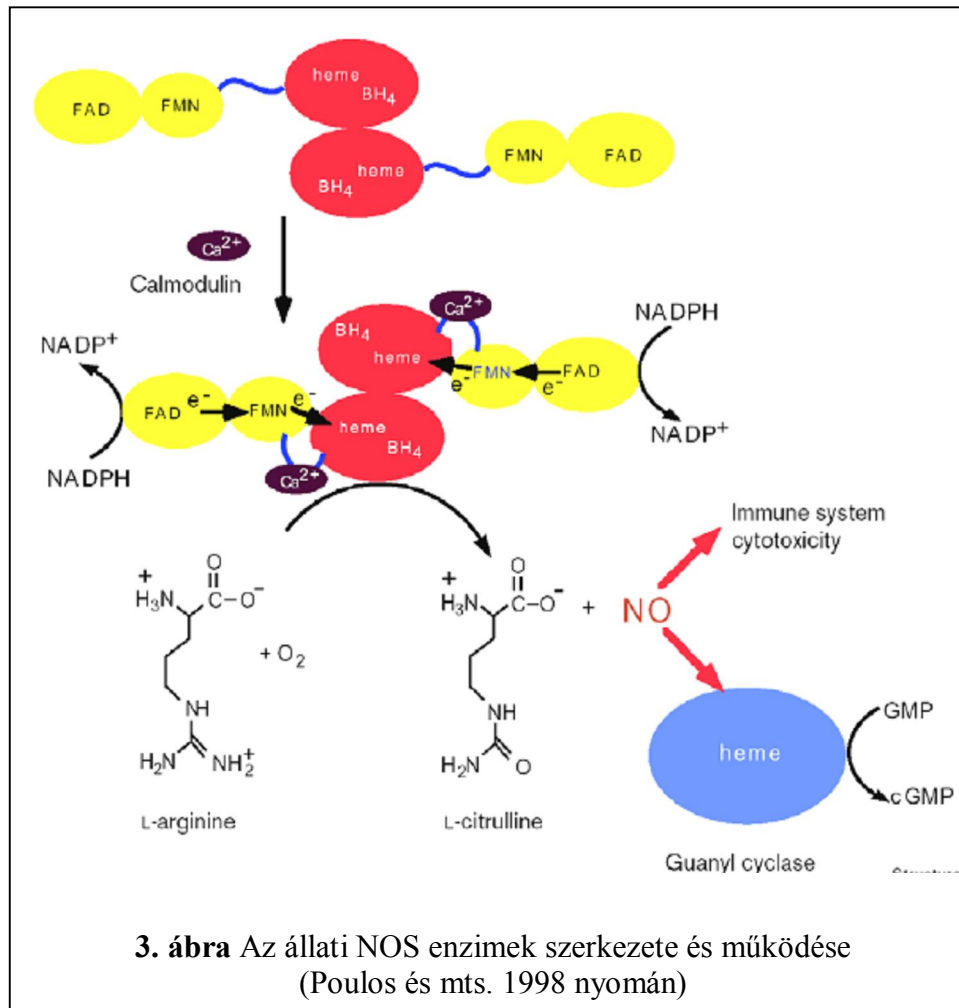 heme
BH4
FAD FMN
heme
BH4
FMN FAD
Ca2+
Calmodulin
Ca2+
BH4
heme
FMN
FAD
e-
e-
NADPH
NADP+
NADP+
FAD
e-
FMN
e-
heme
BH4
NADPH
Ca2+
+
H3N
O
C-O-
+ O2
NH
H2N
NH2+
L-arginine
+
H3N
O
C-O-
+
NO
NH
H2N
O
L-citrulline
Immune system
cytotoxicity
heme
GMP
cGMP
Guanyl cyclase
3. ábra Az állati NOS enzimek szerkezete és működése
(Poulos és mts. 1998 nyomán)